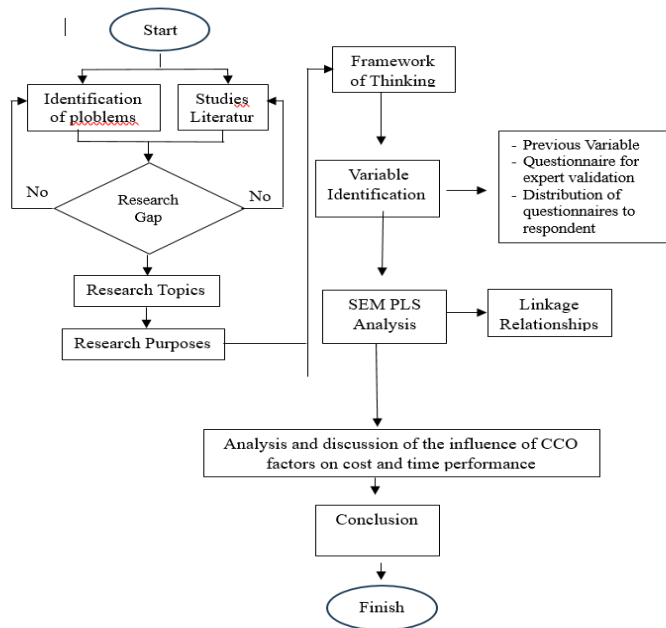 Start
Identification
of ploblems
Studies
Literatur
No
Research
Gap
No
Research Topics
Research Purposes
Framework
of Thinking
Variable
Identification
- Previous Variable
- Questionnaire for
expert validation
- Distribution of
questionnaires to
respondent
SEM PLS
Analysis
Linkage
Relationships
Analysis and discussion of the influence of CCO
factors on cost and time performance
Conclusion
Finish